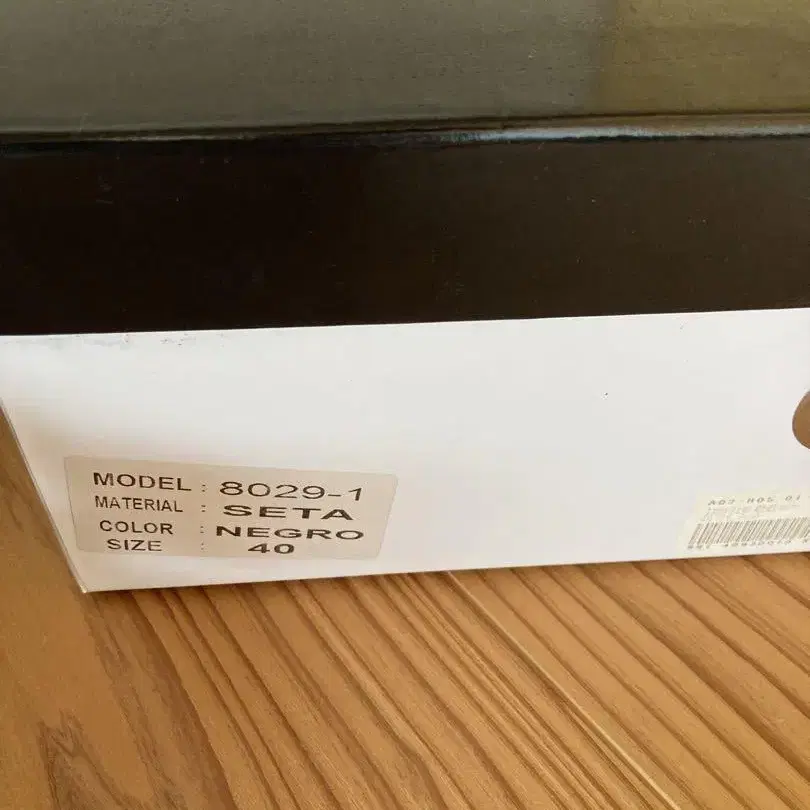 MODEL : 8029-1
MATERIAL : SETA
COLOR : NEGRO
SIZE : 40